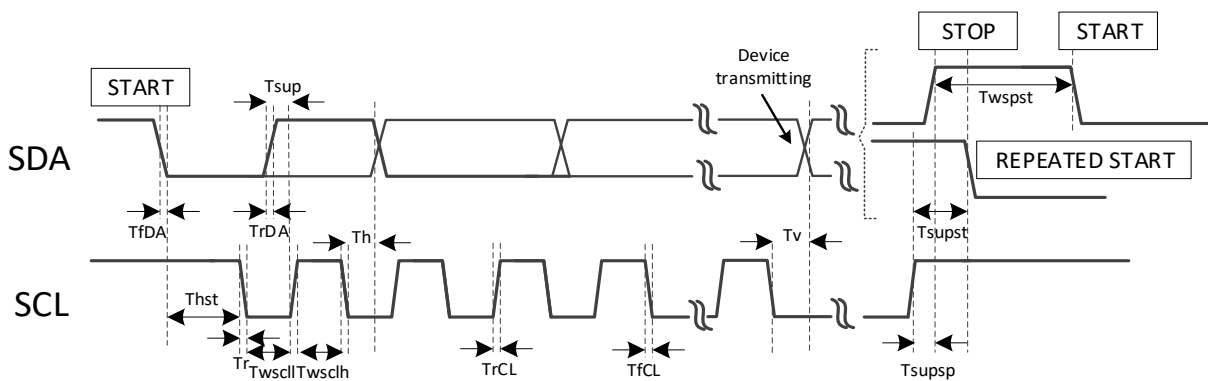 STOP
START
START
Tsup
Device
transmitting
Twspst
SDA
REPEATED START
TfDA
TrDA
Th
Tv
Tsupst
SCL
Thst
Tr
Twscll
Twsclh
TrCL
TfCL
Tsupsp